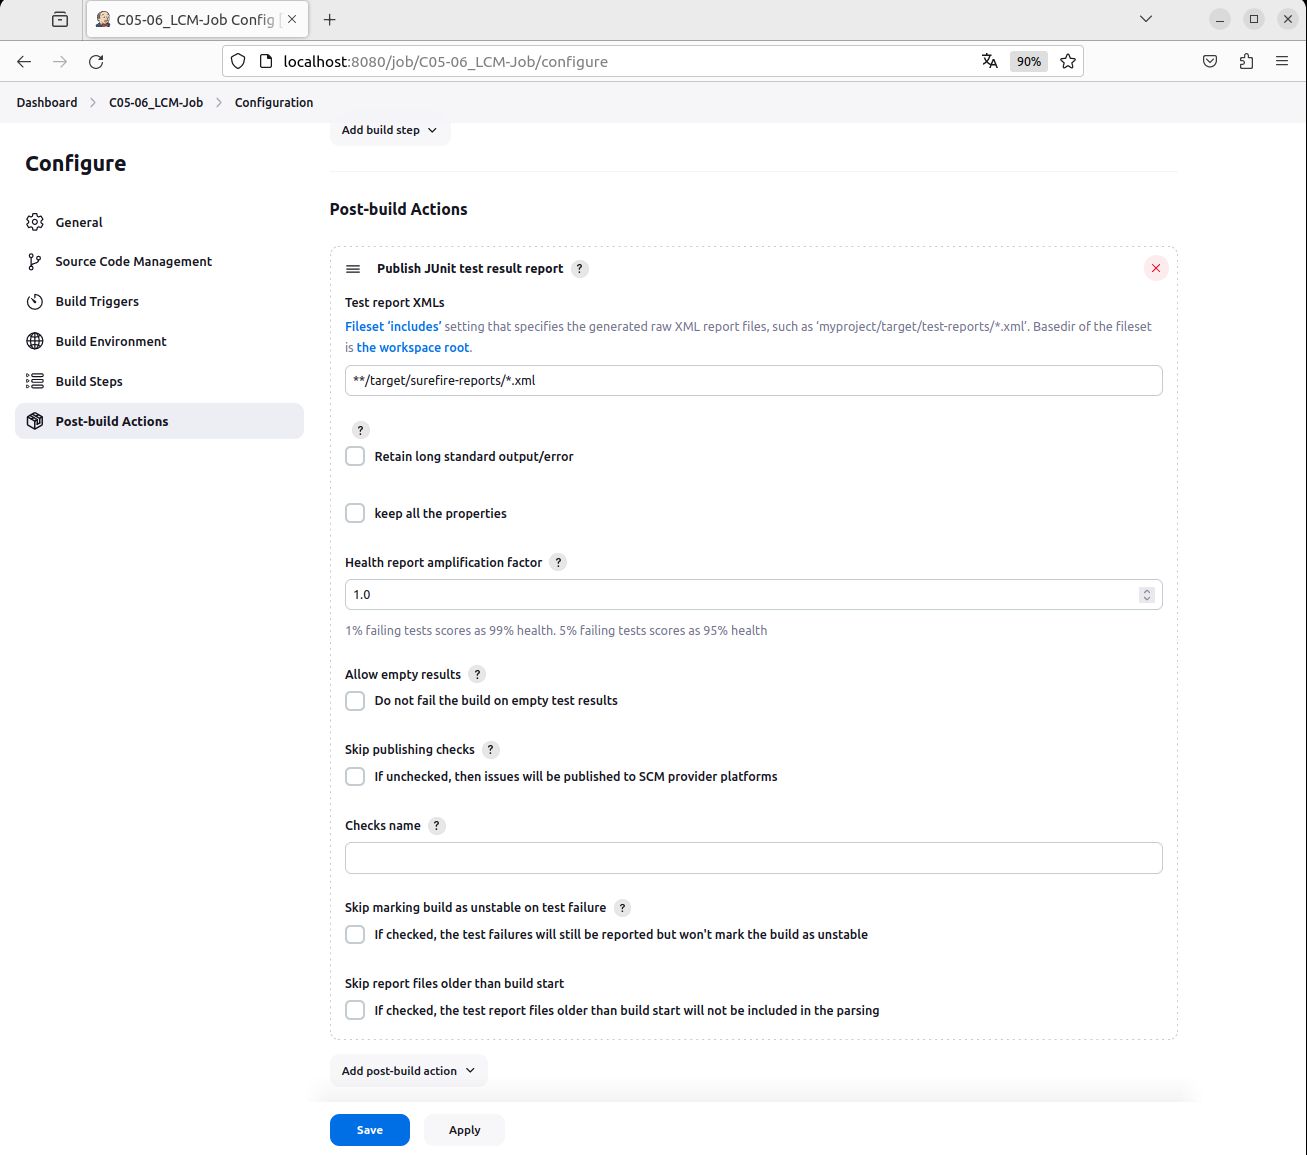 C05-06_LCM-Job Config [
localhost:8080/job/C05-06_LCM-Job/configure
90%
Dashboard
C05-06_LCM-Job
Configuration
Configure
General
Source Code Management
Build Triggers
Build Environment
Build Steps
Post-build Actions
Add build step
Post-build Actions
Publish JUnit test result report ?
Test report XMLs
Fileset ‘includes’ setting that specifies the generated raw XML report files, such as ‘myproject/target/test-reports/*.xml’. Basedir of the fileset
is the workspace root.
**/target/surefire-reports/*.xml
?
Retain long standard output/error
keep all the properties
Health report amplification factor ?
1.0
1% failing tests scores as 99% health. 5% failing tests scores as 95% health
Allow empty results ?
Do not fail the build on empty test results
Skip publishing checks ?
If unchecked, then issues will be published to SCM provider platforms
Checks name ?
Skip marking build as unstable on test failure ?
If checked, the test failures will still be reported but won't mark the build as unstable
Skip report files older than build start
If checked, the test report files older than build start will not be included in the parsing
Add post-build action
Save
Apply